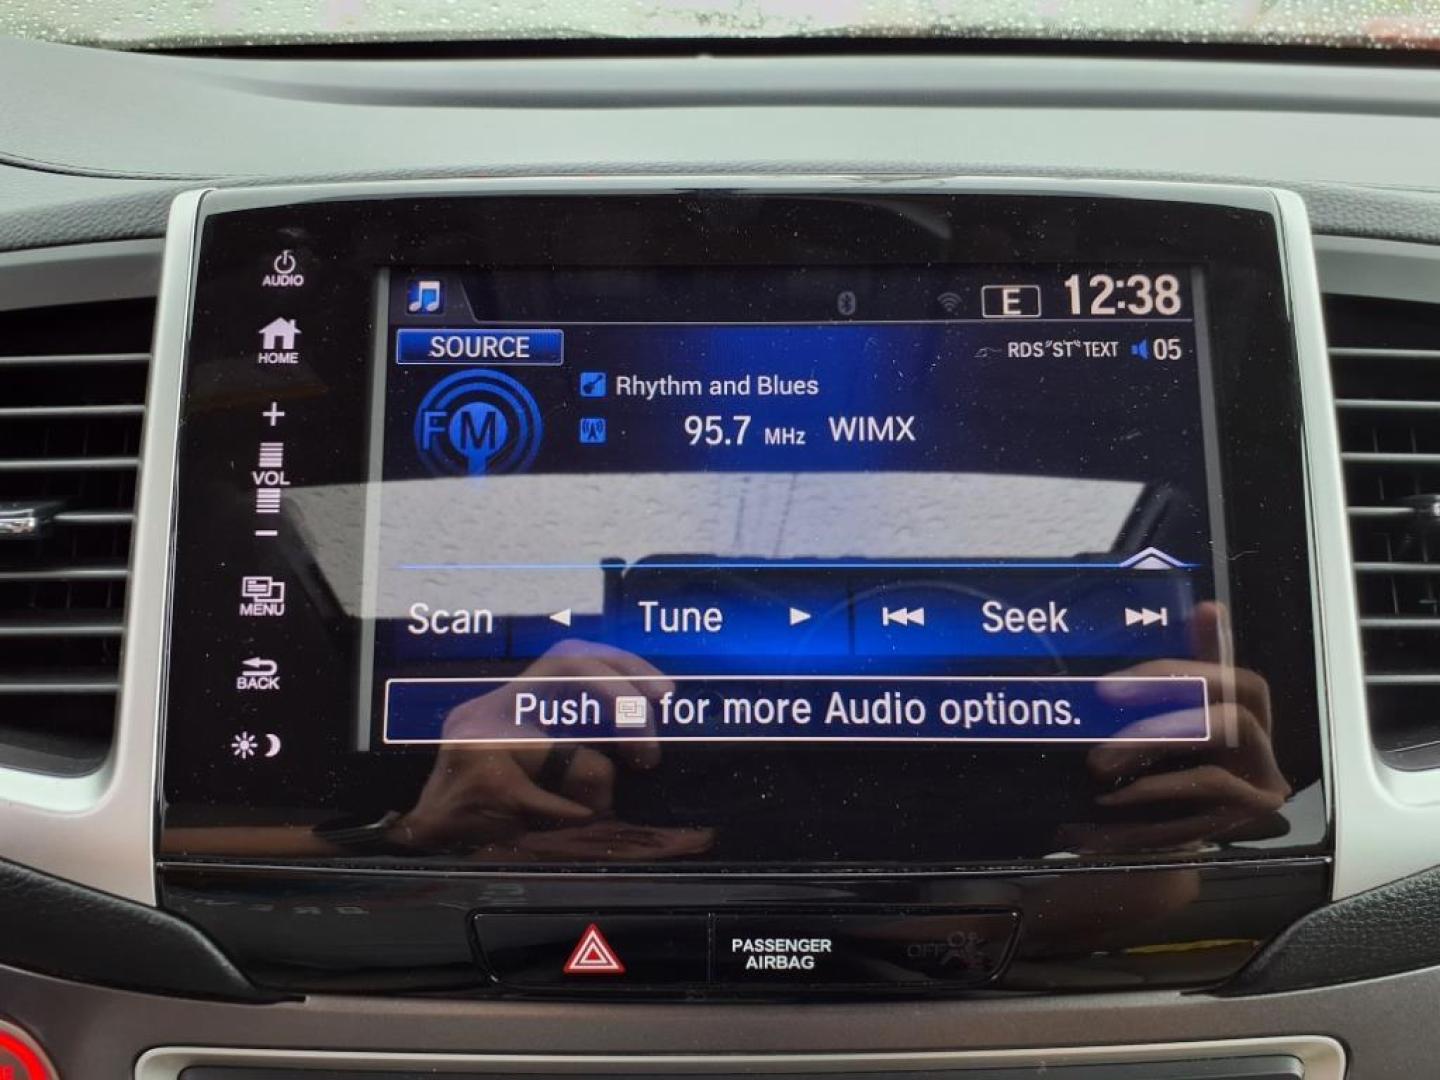 AUDIO
E 12:38
SOURCE
RDS "ST" TEXT 05
HOME
Rhythm and Blues
FM
95.7 MHz WIMX
+
VOL
−
MENU
Scan Tune Seek
BACK
Push for more Audio options.
PASSENGER
AIRBAG
OFF